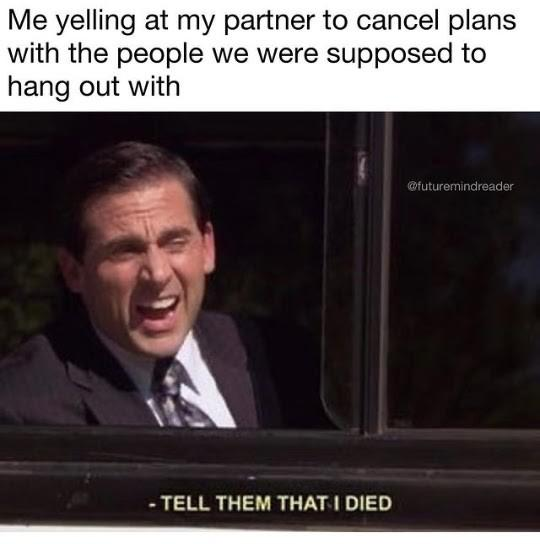 Me yelling at my partner to cancel plans
with the people we were supposed to
hang out with
@futuremindreader
- TELL THEM THAT I DIED